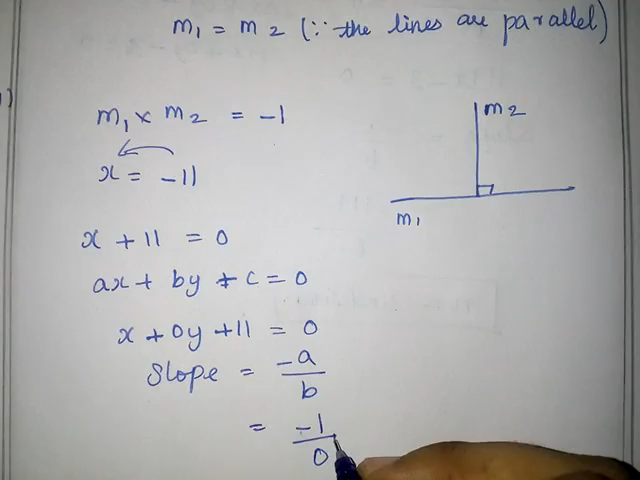 m₁ = m₂ (∵ the lines are parallel)
m₁ × m₂ = -1
m₂
x = -11
m₁
x + 11 = 0
ax + by + c = 0
x + 0y + 11 = 0
Slope = -a/b
= -1/0